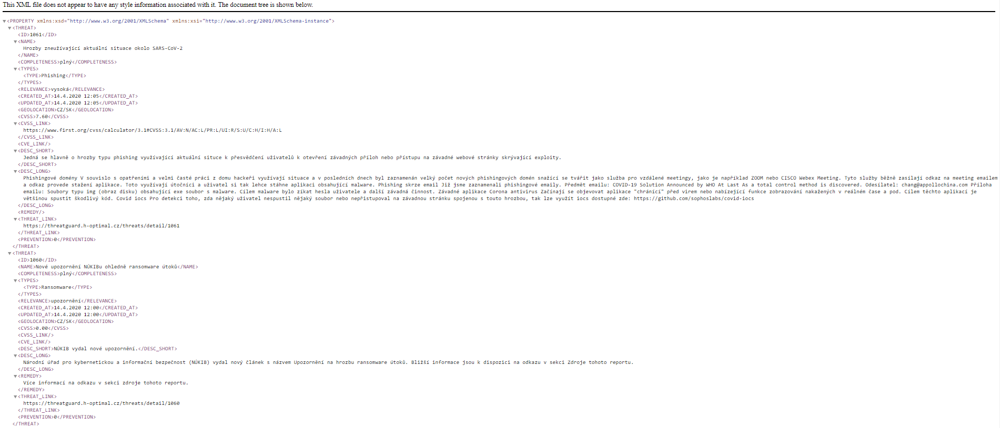 This XML file does not appear to have any style information associated with it. The document tree is shown below.
▼<PROPERTY xmlns:xsd="http://www.w3.org/2001/XMLSchema" xmlns:xsi="http://www.w3.org/2001/XMLSchema-instance">
▼<THREAT>
<ID>1061</ID>
▼<NAME>
Hrozby zneužívající aktuální situace okolo SARS-CoV-2
</NAME>
<COMPLETENESS>plný</COMPLETENESS>
▼<TYPES>
<TYPE>Phishing</TYPE>
</TYPES>
<RELEVANCE>vysoká</RELEVANCE>
<CREATED_AT>14.4.2020 12:05</CREATED_AT>
<UPDATED_AT>14.4.2020 12:05</UPDATED_AT>
<GEOLOCATION>CZ/SK</GEOLOCATION>
<CVSS>7.60</CVSS>
▼<CVSS_LINK>
https://www.first.org/cvss/calculator/3.1#CVSS:3.1/AV:N/AC:L/PR:L/UI:R/S:U/C:H/I:H/A:L
</CVSS_LINK>
<CVE_LINK/>
▼<DESC_SHORT>
Jedná se hlavně o hrozby typu phishing využívající aktuální situce k přesvědčení uživatelů k otevření závadných příloh nebo přístupu na závadné webové stránky skrývající exploity.
</DESC_SHORT>
▼<DESC_LONG>
Phishingové domény V souvislo s opatřeními a velmi časté práci z domu hackeři využívají situace a v posledních dnech byl zaznamenán velký počet nových phishingových domén snažící se tvářit jako služba pro vzdálené meetingy, jako je například ZOOM nebo CISCO Webex Meeting. Tyto služby běžně zasílají odkaz na meeting emailem
a odkaz provede stažení aplikace. Toto využívají útočníci a uživatel si tak lehce stáhne aplikaci obsahující malware. Phishing skrze email Již jsme zaznamenali phishingové emaily. Předmět emailu: COVID-19 Solution Announced by WHO At Last As a total control method is discovered. Odesílatel: chang@appollochina.com Příloha
emailu: Soubory typu img (obraz disku) obsahující exe soubor s malware. Cílem malware bylo získat hesla uživatele a další závadná činnost. Závadné aplikace Corona antivirus Začínají se objevovat aplikace "chránící" před virem nebo nabízející funkce zobrazování nakažených v reálném čase a pod. Cílem těchto aplikací je
většinou spustit škodlivý kód. Covid iocs Pro detekci toho, zda nějaký uživatel nespustil nějaký soubor nebo nepřistupoval na závadnou stránku spojenou s touto hrozbou, tak lze využít iocs dostupné zde: https://github.com/sophoslabs/covid-iocs
</DESC_LONG>
<REMEDY/>
▼<THREAT_LINK>
https://threatguard.h-optimal.cz/threats/detail/1061
</THREAT_LINK>
<PREVENTION>0</PREVENTION>
</THREAT>
▼<THREAT>
<ID>1060</ID>
<NAME>Nové upozornění NÚKIBu ohledně ransomware útoků</NAME>
<COMPLETENESS>plný</COMPLETENESS>
▼<TYPES>
<TYPE>Ransomware</TYPE>
</TYPES>
<RELEVANCE>upozornění</RELEVANCE>
<CREATED_AT>14.4.2020 12:00</CREATED_AT>
<UPDATED_AT>14.4.2020 12:00</UPDATED_AT>
<GEOLOCATION>CZ/SK</GEOLOCATION>
<CVSS>0.00</CVSS>
<CVSS_LINK/>
<CVE_LINK/>
<DESC_SHORT>NÚKIB vydal nové upozornění.</DESC_SHORT>
▼<DESC_LONG>
Národní úřad pro kybernetickou a informační bezpečnost (NÚKIB) vydal nový článek s názvem Upozornění na hrozbu ransomware útoků. Bližší informace jsou k dispozici na odkazu v sekci Zdroje tohoto reportu.
</DESC_LONG>
▼<REMEDY>
Více informací na odkazu v sekci zdroje tohoto reportu.
</REMEDY>
▼<THREAT_LINK>
https://threatguard.h-optimal.cz/threats/detail/1060
</THREAT_LINK>
<PREVENTION>0</PREVENTION>
</THREAT>